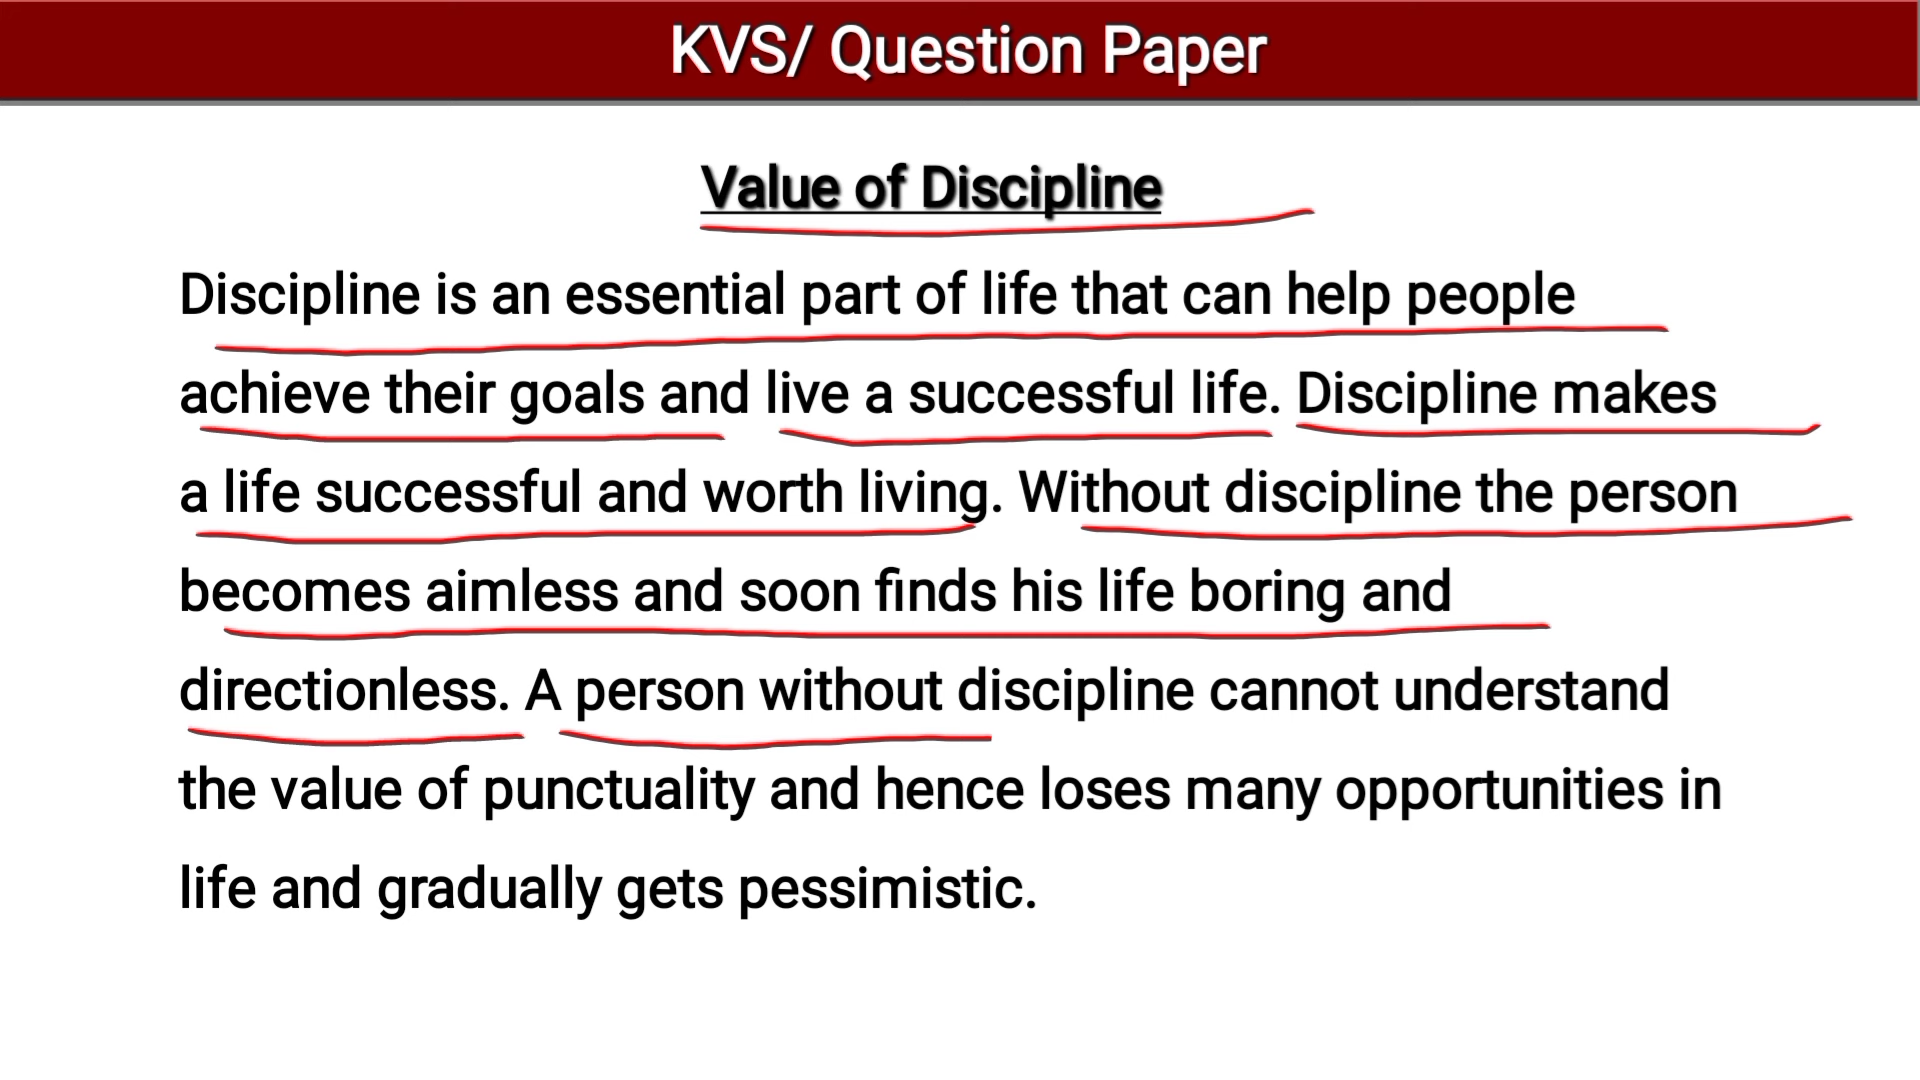 KVS/ Question Paper
Value of Discipline
Discipline is an essential part of life that can help people
achieve their goals and live a successful life. Discipline makes
a life successful and worth living. Without discipline the person
becomes aimless and soon finds his life boring and
directionless. A person without discipline cannot understand
the value of punctuality and hence loses many opportunities in
life and gradually gets pessimistic.